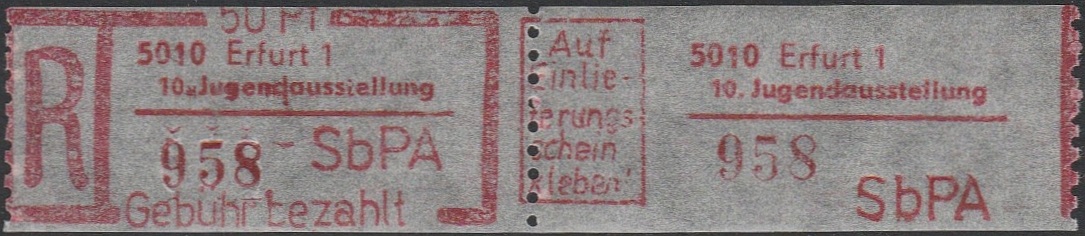 50 Pf
R
5010 Erfurt 1
10. Jugendausstellung
958 SbPA
Gebühr bezahlt
Auf
Einlie-
ferungs-
schein
kleben
5010 Erfurt 1
10. Jugendausstellung
958
SbPA